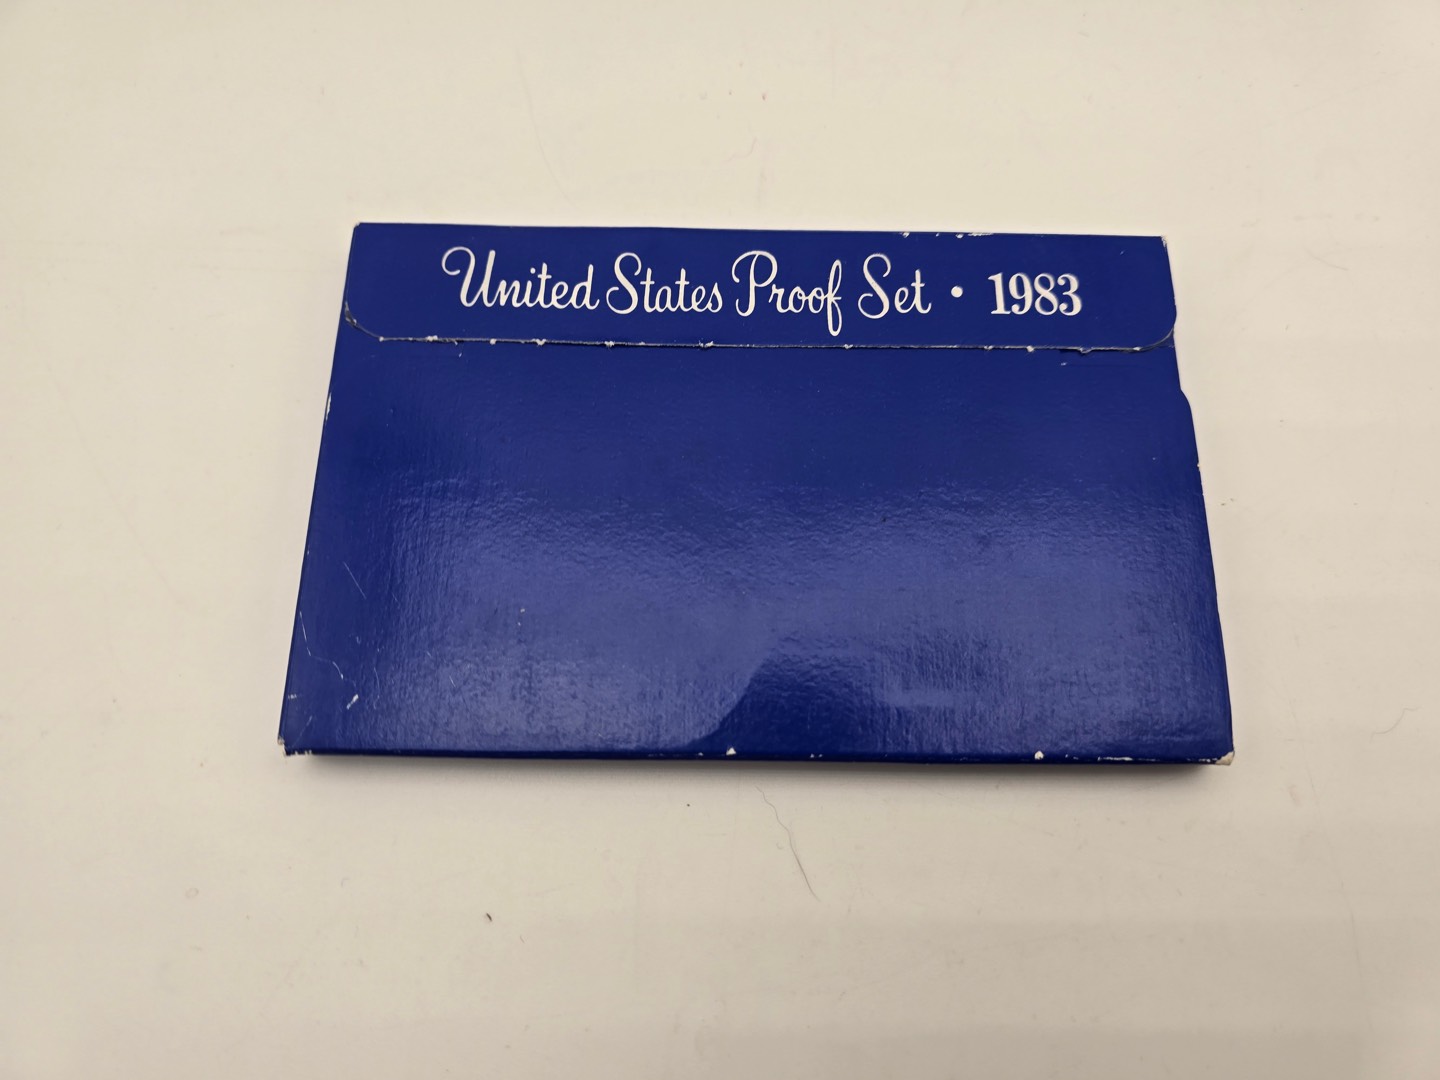 United States Proof Set • 1983